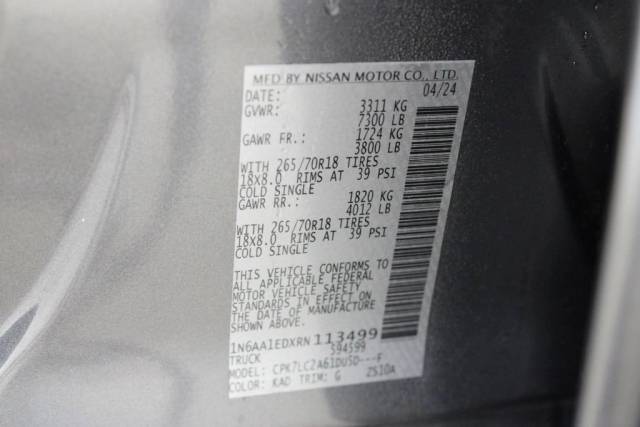 MFD BY NISSAN MOTOR CO., LTD.
DATE: 04/24
GVWR: 3311 KG
7300 LB
GAWR FR.: 1724 KG
3800 LB
WITH 265/70R18 TIRES
18X8.0 RIMS AT 39 PSI
COLD SINGLE
GAWR RR.: 1820 KG
4012 LB
WITH 265/70R18 TIRES
18X8.0 RIMS AT 39 PSI
COLD SINGLE
THIS VEHICLE CONFORMS TO
ALL APPLICABLE FEDERAL
MOTOR VEHICLE SAFETY
STANDARDS IN EFFECT ON
THE DATE OF MANUFACTURE
SHOWN ABOVE.
1N6AA1EDXRN113499
TRUCK 594599
MODEL: CPK7LC2A61DUSD---F
COLOR: KAD TRIM: G ZS10A